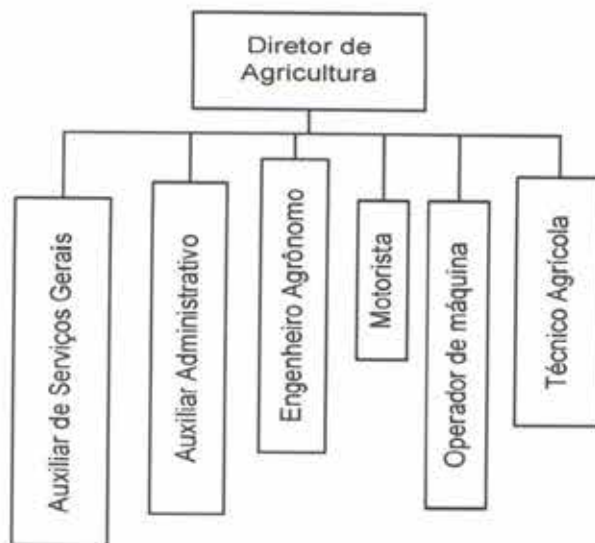 Diretor de
Agricultura
Auxiliar de Serviços Gerais
Auxiliar Administrativo
Engenheiro Agrônomo
Motorista
Operador de máquina
Técnico Agrícola